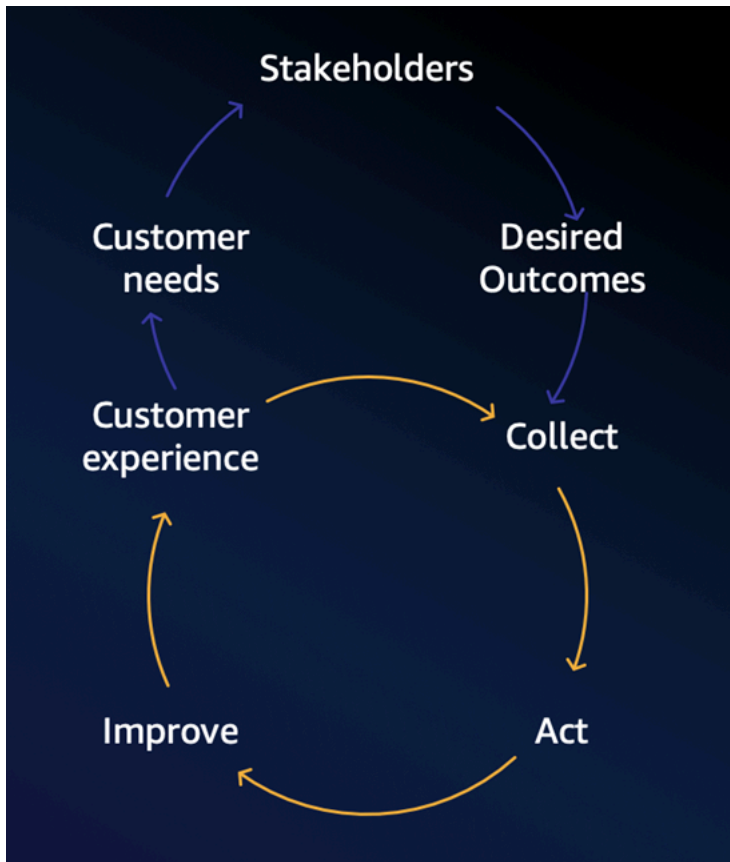 Stakeholders
Customer
needs
Desired
Outcomes
Customer
experience
Collect
Improve
Act